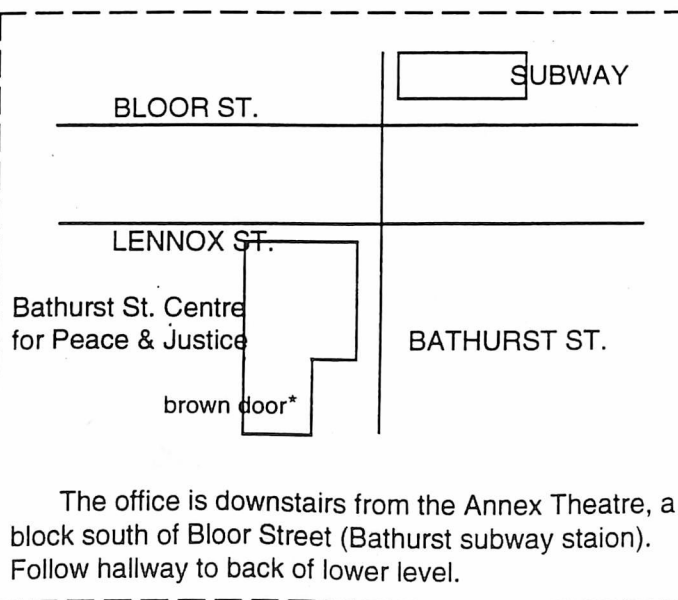 SUBWAY
BLOOR ST.
LENNOX ST.
Bathurst St. Centre
for Peace & Justice
BATHURST ST.
brown door*
The office is downstairs from the Annex Theatre, a
block south of Bloor Street (Bathurst subway staion).
Follow hallway to back of lower level.